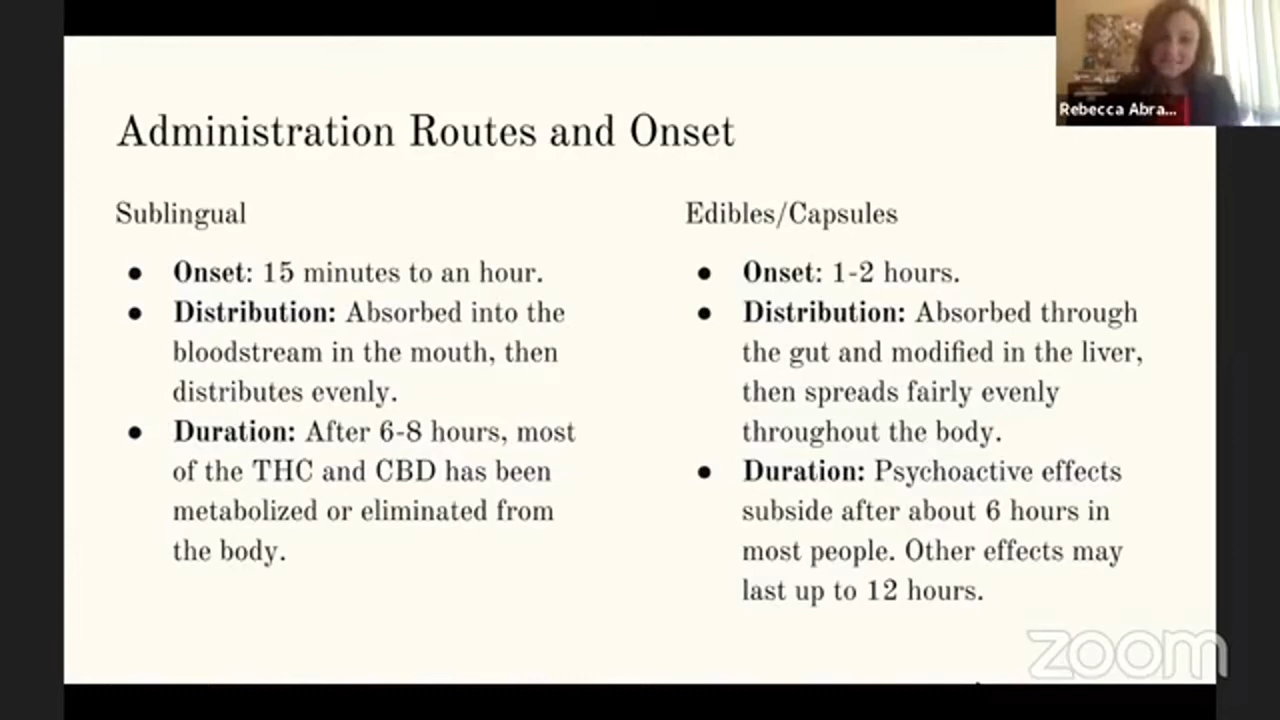 Rebecca Abra...
Administration Routes and Onset
Sublingual
● Onset: 15 minutes to an hour.
● Distribution: Absorbed into the
bloodstream in the mouth, then
distributes evenly.
● Duration: After 6-8 hours, most
of the THC and CBD has been
metabolized or eliminated from
the body.
Edibles/Capsules
● Onset: 1-2 hours.
● Distribution: Absorbed through
the gut and modified in the liver,
then spreads fairly evenly
throughout the body.
● Duration: Psychoactive effects
subside after about 6 hours in
most people. Other effects may
last up to 12 hours.
zoom